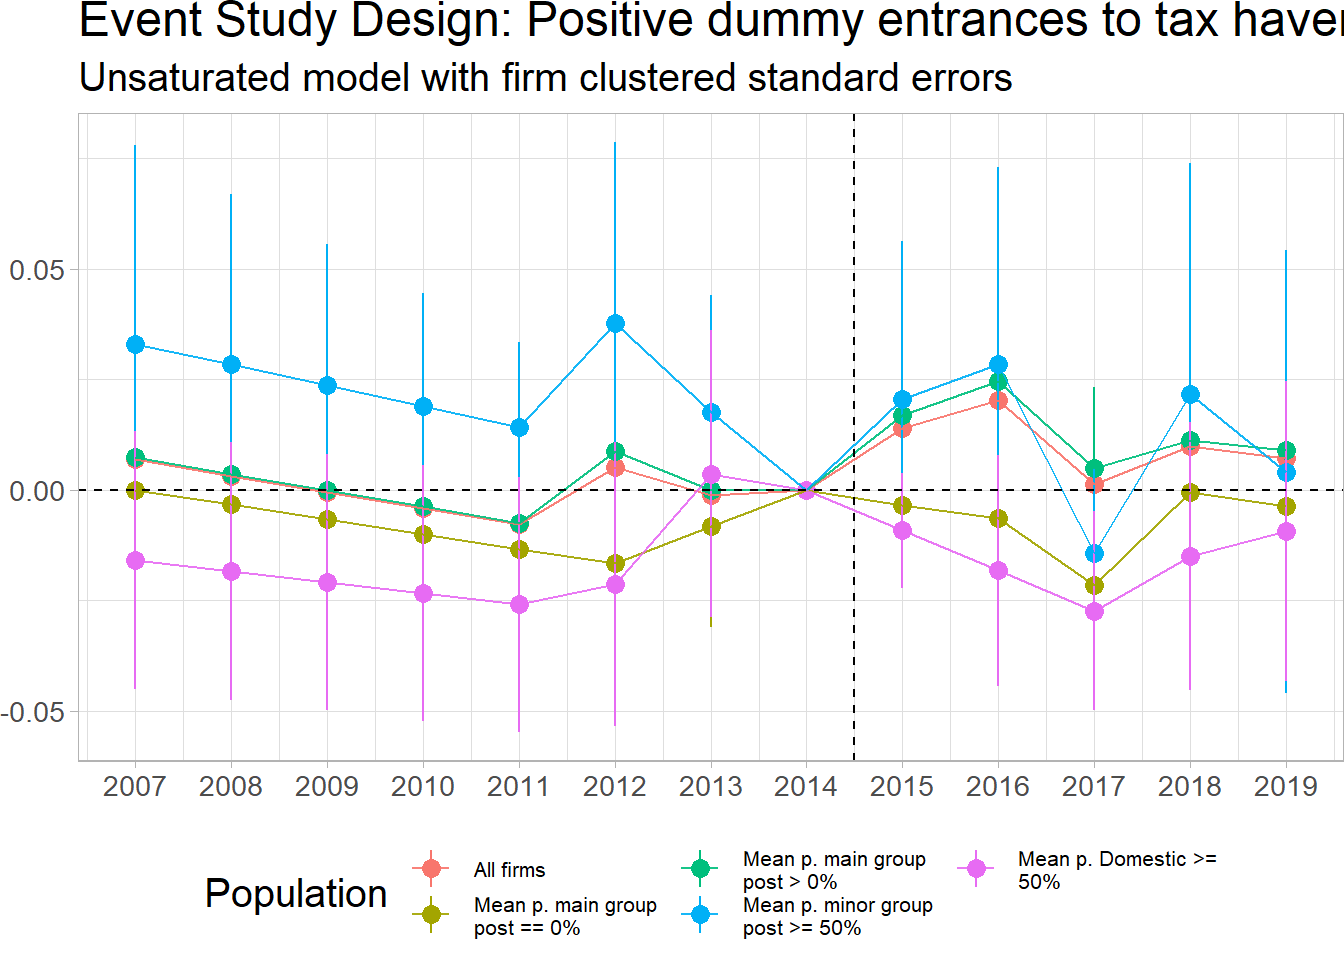 Event Study Design: Positive dummy entrances to tax
Unsaturated model with firm clustered standard errors
0.05
0.00
-0.05
2007 2008 2009 2010 2011 2012 2013 2014 2015 2016 2017 2018 2019
Population
All firms
Mean p. main group
post == 0%
Mean p. main group
post > 0%
Mean p. minor group
post >= 50%
Mean p. Domestic >=
50%